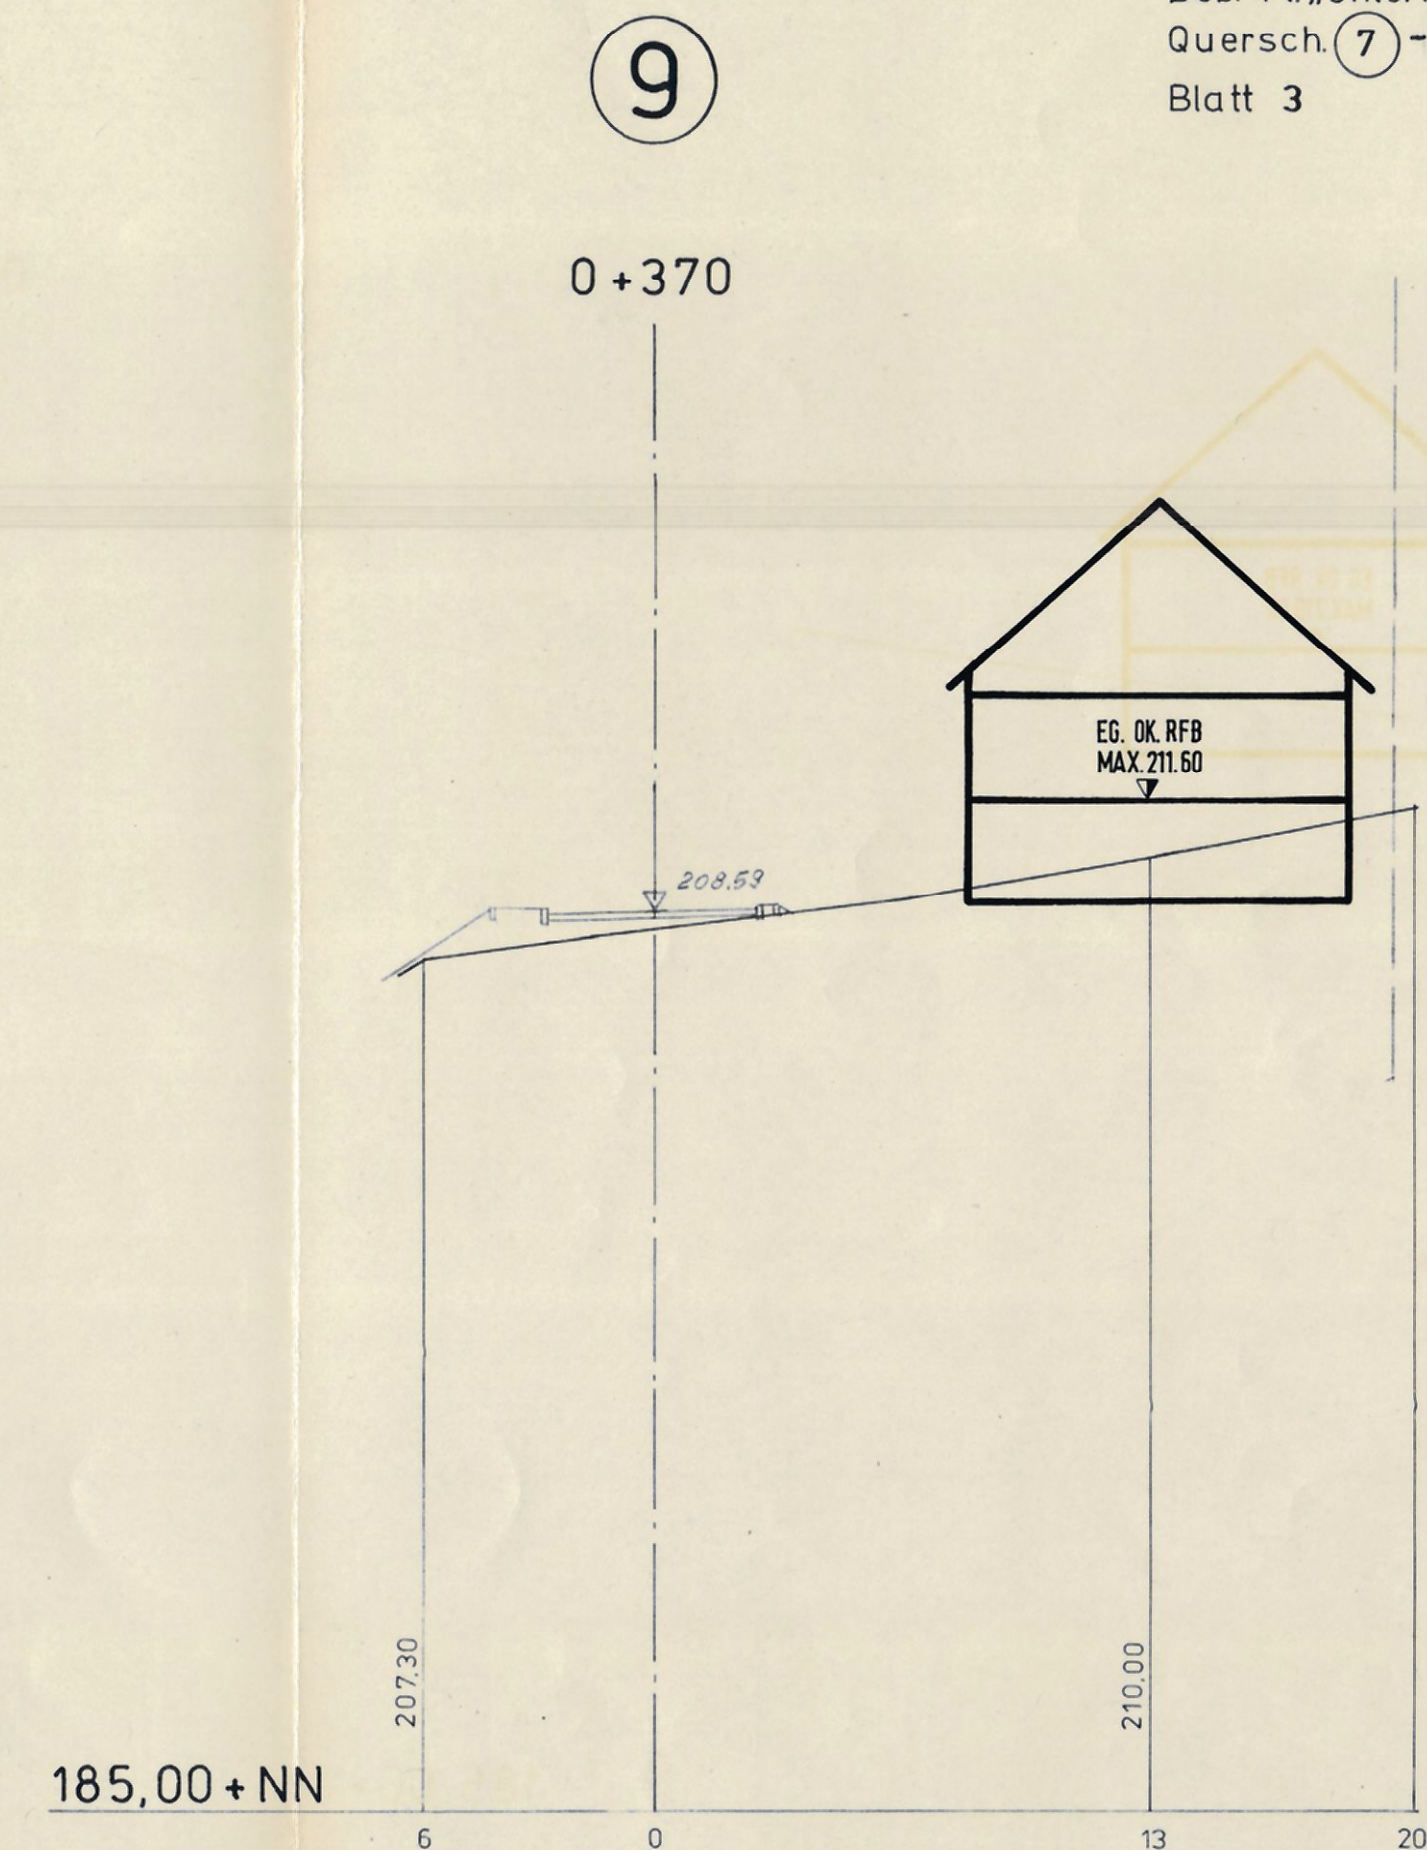 Quersch. 7 -
Blatt 3
9
0+370
EG. OK. RFB
MAX. 211.60
208.59
207.30
210.00
185,00 + NN
6 0 13 20